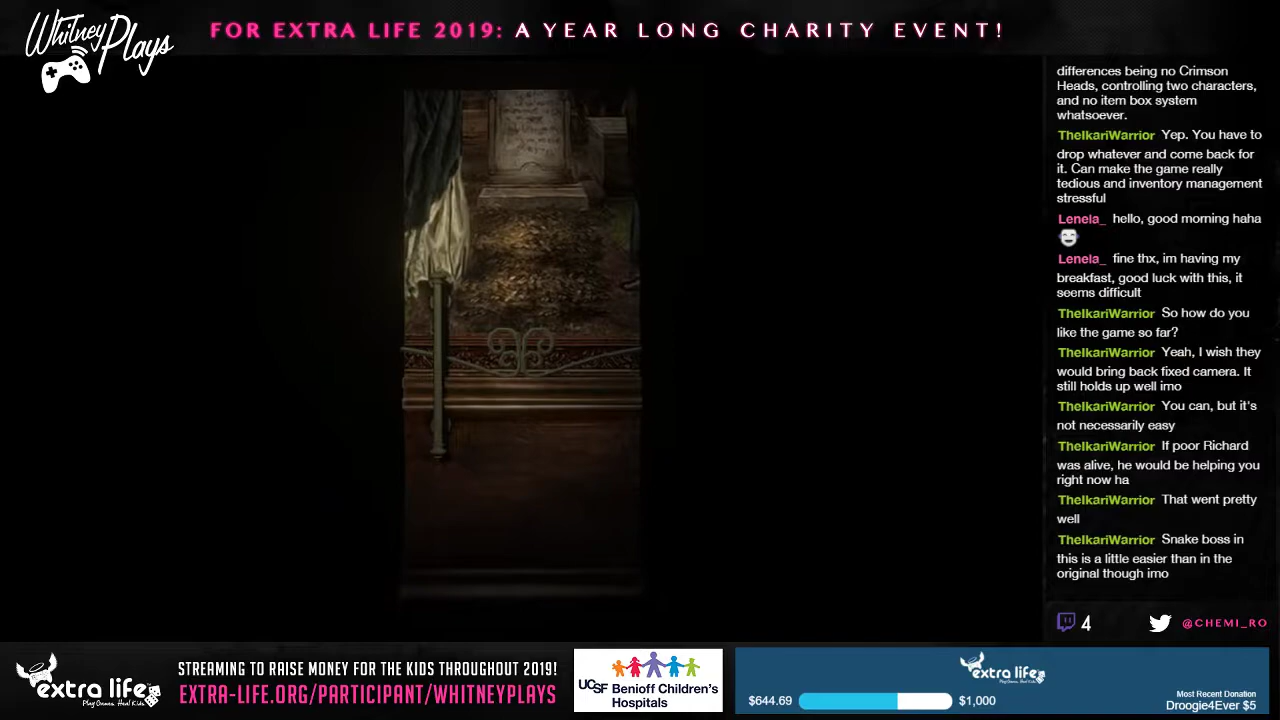 Whitney Plays
FOR EXTRA LIFE 2019: A YEAR LONG CHARITY EVENT!
differences being no Crimson
Heads, controlling two characters,
and no item box system
whatsoever.
TheIkariWarrior Yep. You have to
drop whatever and come back for
it. Can make the game really
tedious and inventory management
stressful
Lenela_ hello, good morning haha
Lenela_ fine thx, im having my
breakfast, good luck with this, it
seems difficult
TheIkariWarrior So how do you
like the game so far?
TheIkariWarrior Yeah, I wish they
would bring back fixed camera. It
still holds up well imo
TheIkariWarrior You can, but it's
not necessarily easy
TheIkariWarrior If poor Richard
was alive, he would be helping you
right now ha
TheIkariWarrior That went pretty
well
TheIkariWarrior Snake boss in
this is a little easier than in the
original though imo
4 @CHEMI_RO
extra life
Play Games. Heal Kids.
STREAMING TO RAISE MONEY FOR THE KIDS THROUGHOUT 2019!
EXTRA-LIFE.ORG/PARTICIPANT/WHITNEYPLAYS
UCSF Benioff Children's
Hospitals
extra life
Play Games. Heal Kids.
$644.69 $1,000
Most Recent Donation
Droogie4Ever $5